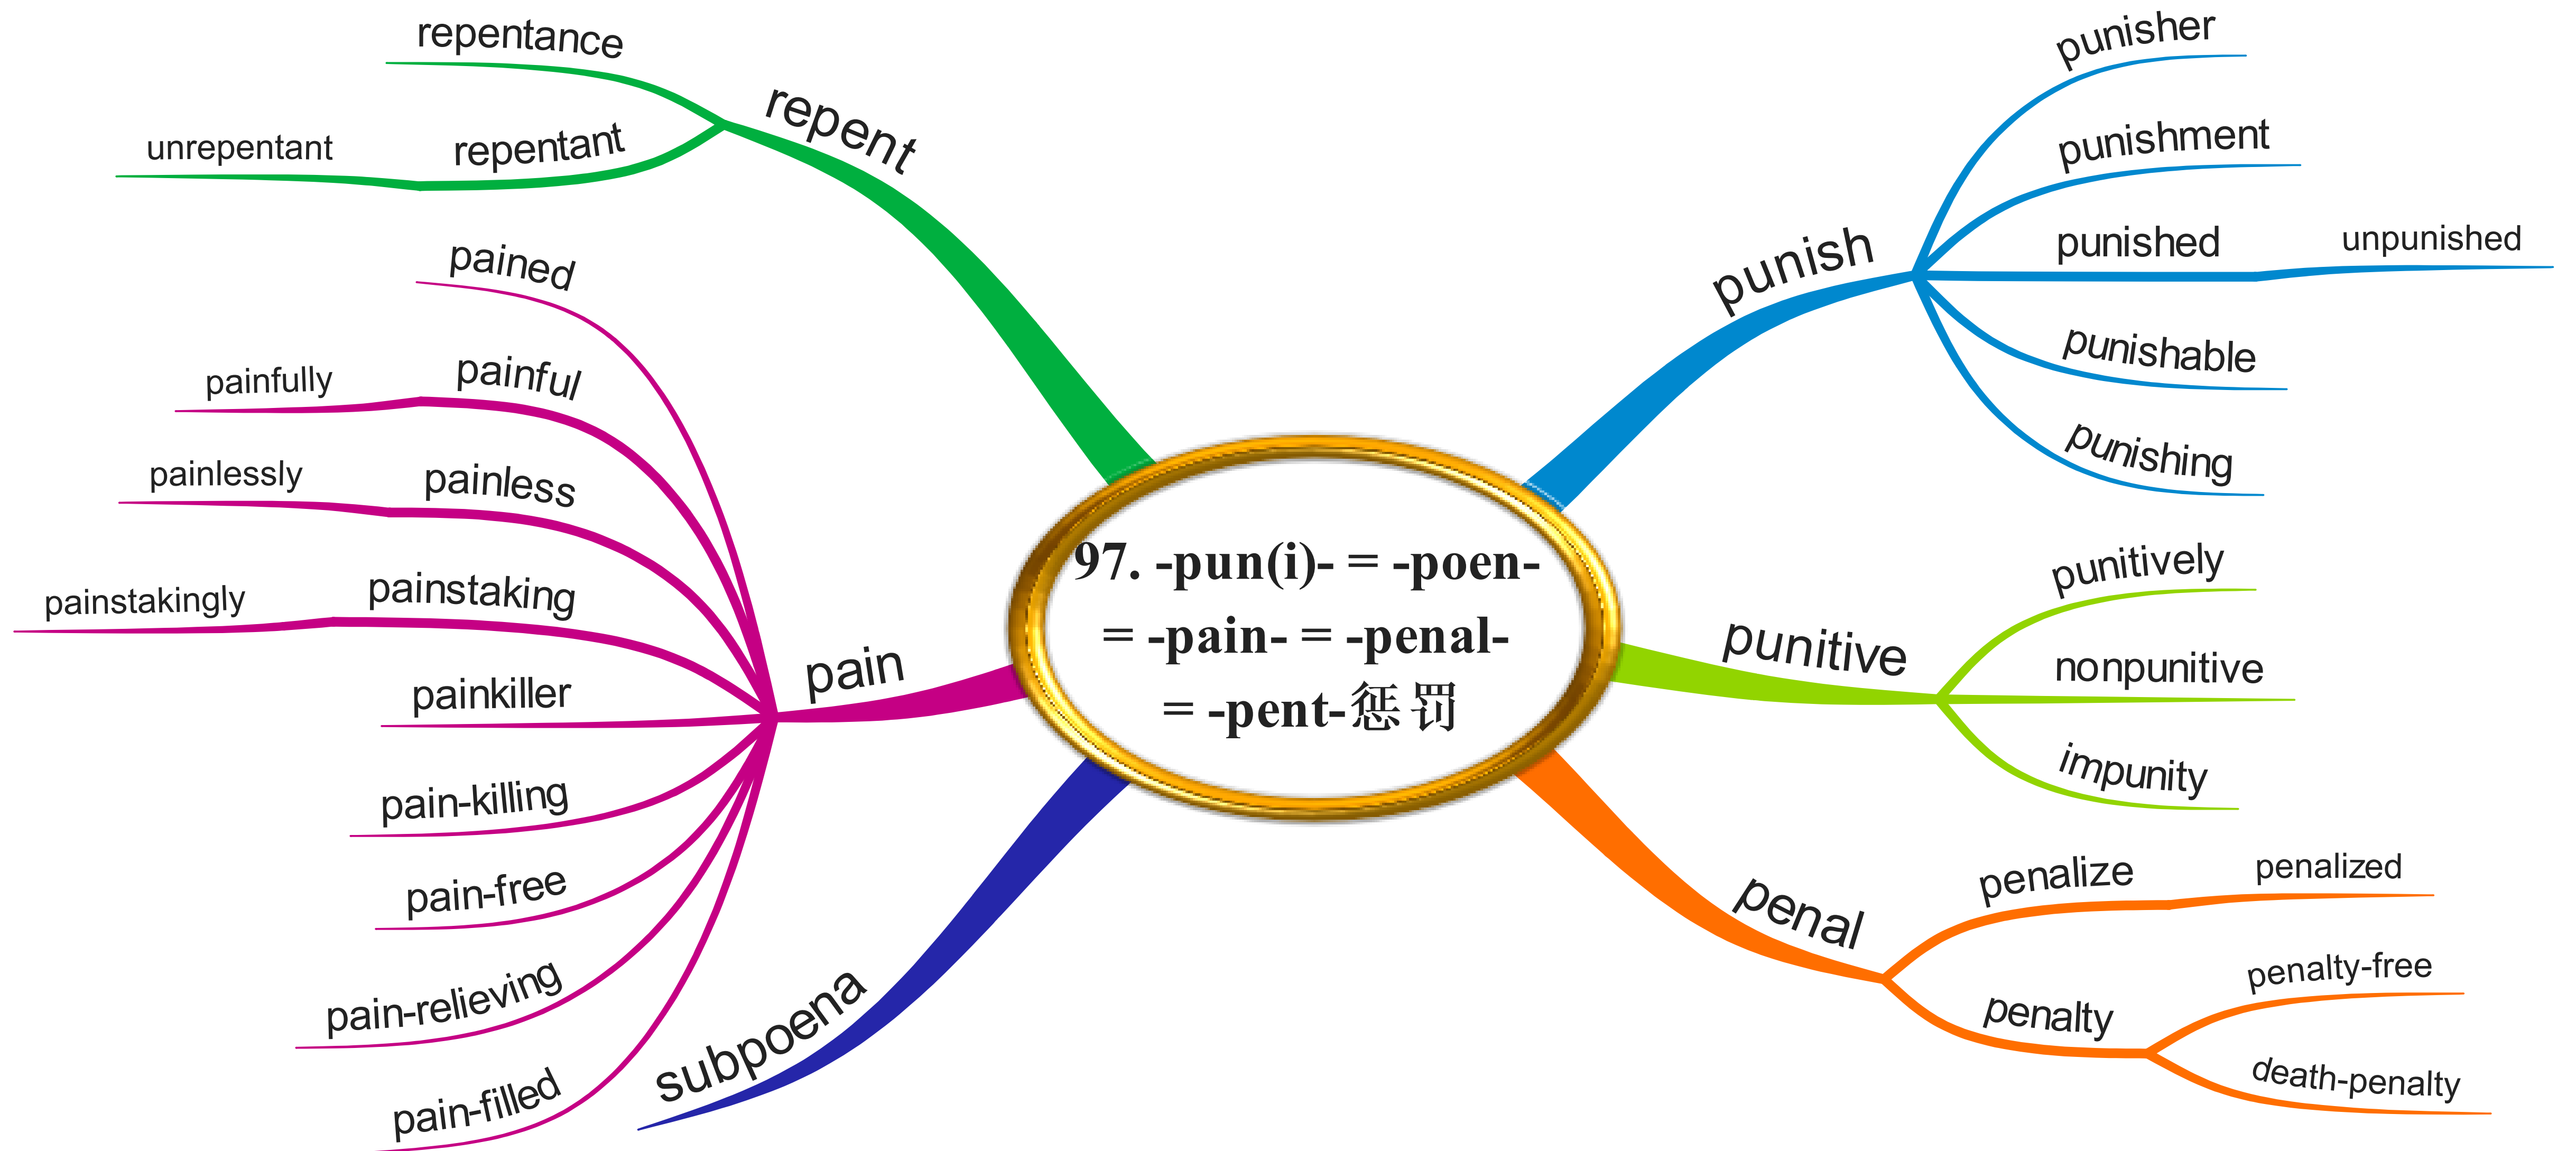 97. -pun(i)- = -poen-
= -pain- = -penal-
= -pent-惩罚
punish
punisher
punishment
punished
unpunished
punishable
punishing
punitive
punitively
nonpunitive
impunity
penal
penalize
penalized
penalty
penalty-free
death-penalty
repent
repentance
repentant
unrepentant
pain
pained
painful
painfully
painless
painlessly
painstaking
painstakingly
painkiller
pain-killing
pain-free
pain-relieving
pain-filled
subpoena